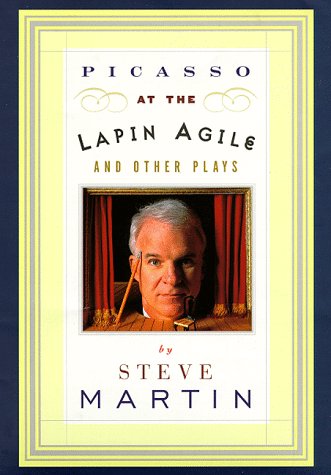 PICASSO
AT THE
LAPIN AGILE
AND OTHER PLAYS
by
STEVE
MARTIN